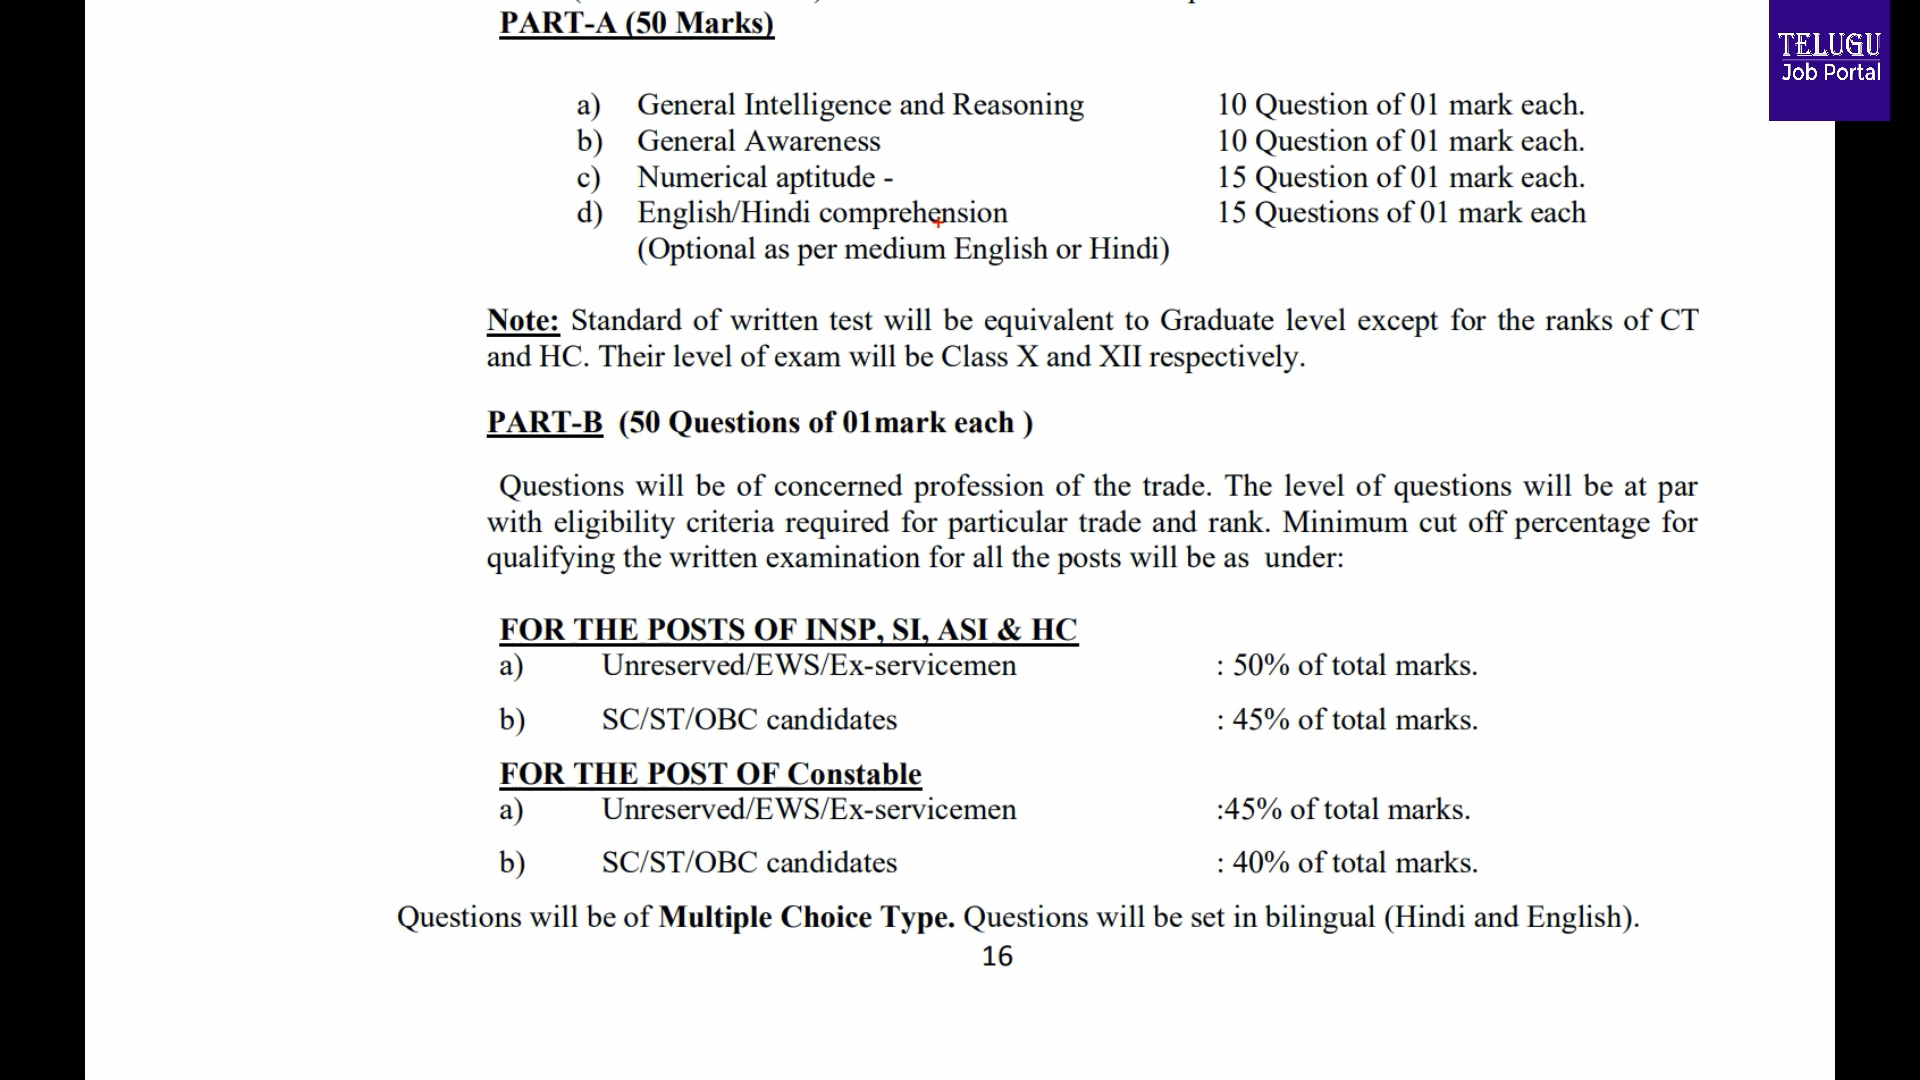 PART-A (50 Marks)
TELUGU
Job Portal
a) General Intelligence and Reasoning 10 Question of 01 mark each.
b) General Awareness 10 Question of 01 mark each.
c) Numerical aptitude - 15 Question of 01 mark each.
d) English/Hindi comprehension 15 Questions of 01 mark each
(Optional as per medium English or Hindi)
Note: Standard of written test will be equivalent to Graduate level except for the ranks of CT
and HC. Their level of exam will be Class X and XII respectively.
PART-B (50 Questions of 01mark each )
Questions will be of concerned profession of the trade. The level of questions will be at par
with eligibility criteria required for particular trade and rank. Minimum cut off percentage for
qualifying the written examination for all the posts will be as under:
FOR THE POSTS OF INSP, SI, ASI & HC
a) Unreserved/EWS/Ex-servicemen : 50% of total marks.
b) SC/ST/OBC candidates : 45% of total marks.
FOR THE POST OF Constable
a) Unreserved/EWS/Ex-servicemen :45% of total marks.
b) SC/ST/OBC candidates : 40% of total marks.
Questions will be of Multiple Choice Type. Questions will be set in bilingual (Hindi and English).
16